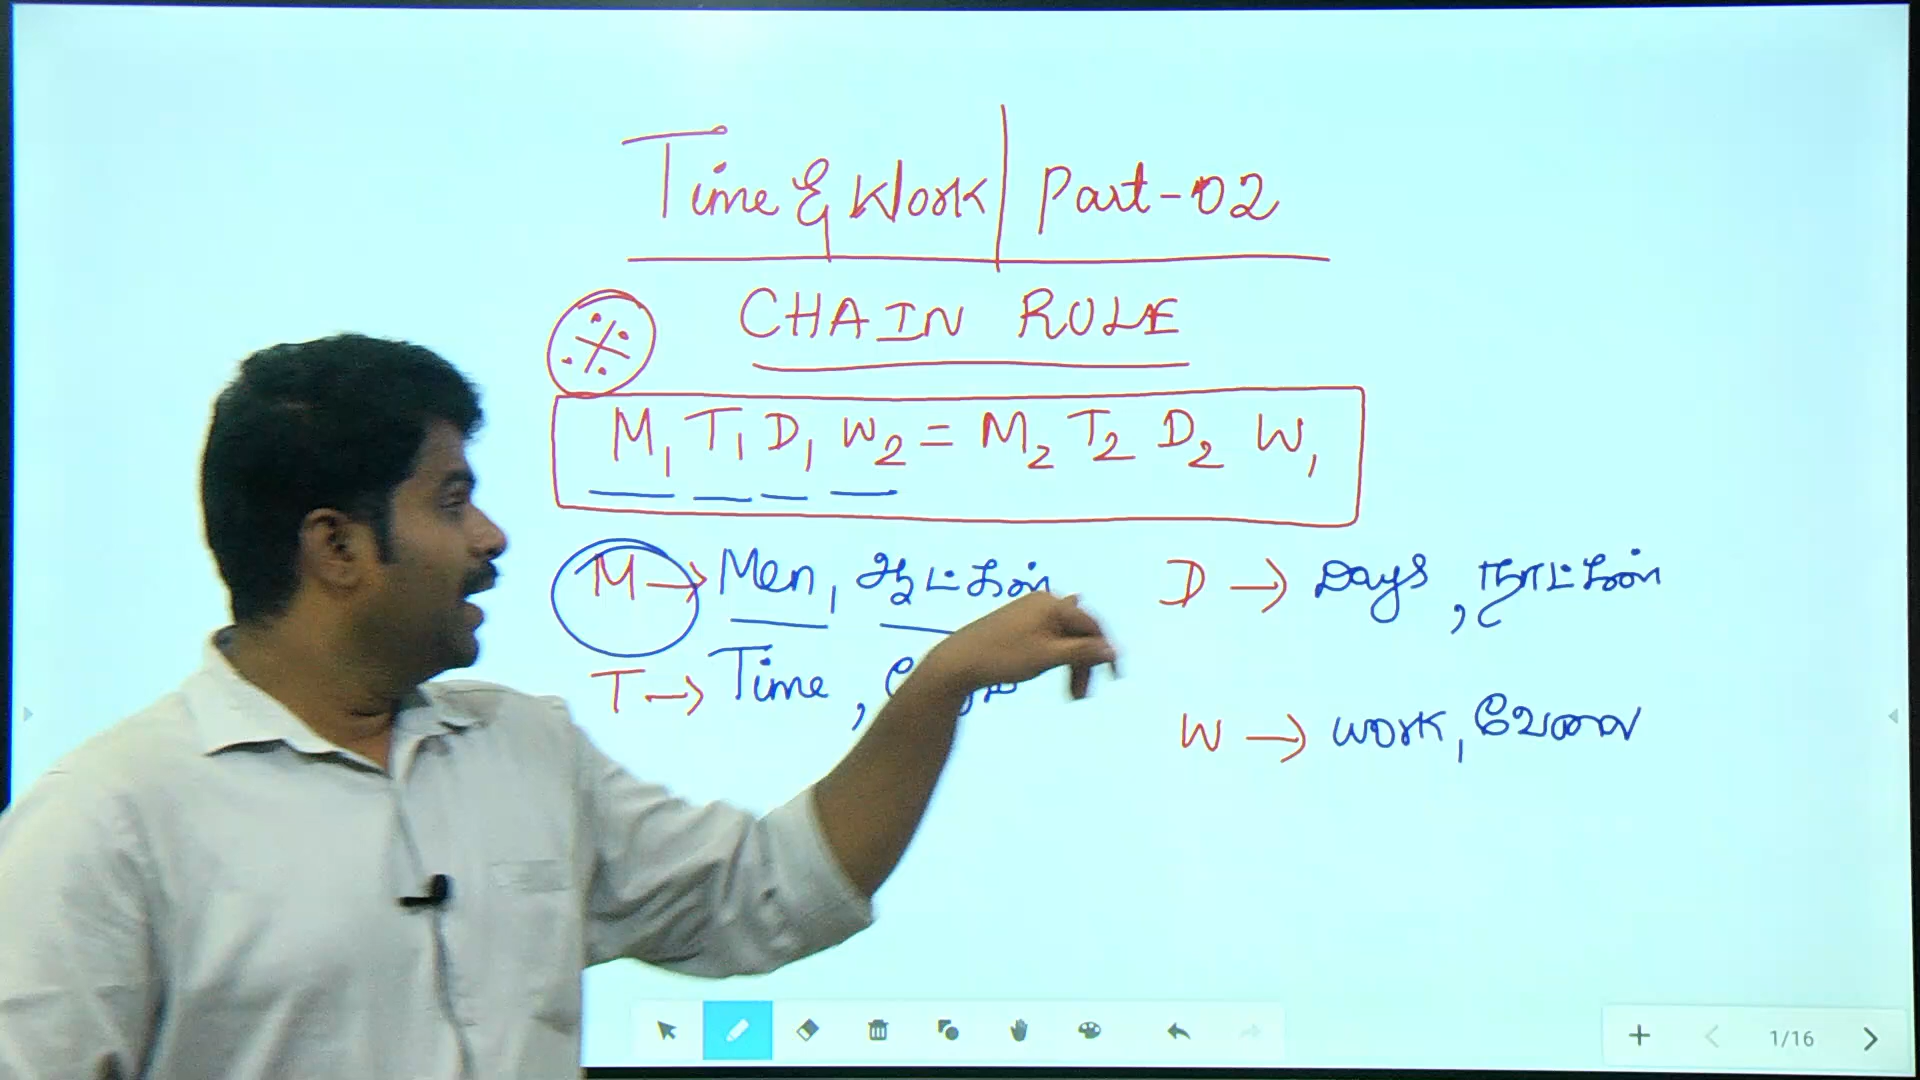 Time & Work | Part-02
CHAIN RULE
M₁ T₁ D₁ W₂ = M₂ T₂ D₂ W₁
M → Men, ஆட்கள்
D → Days, நாட்கள்
T → Time,
W → work, வேலை
1/16